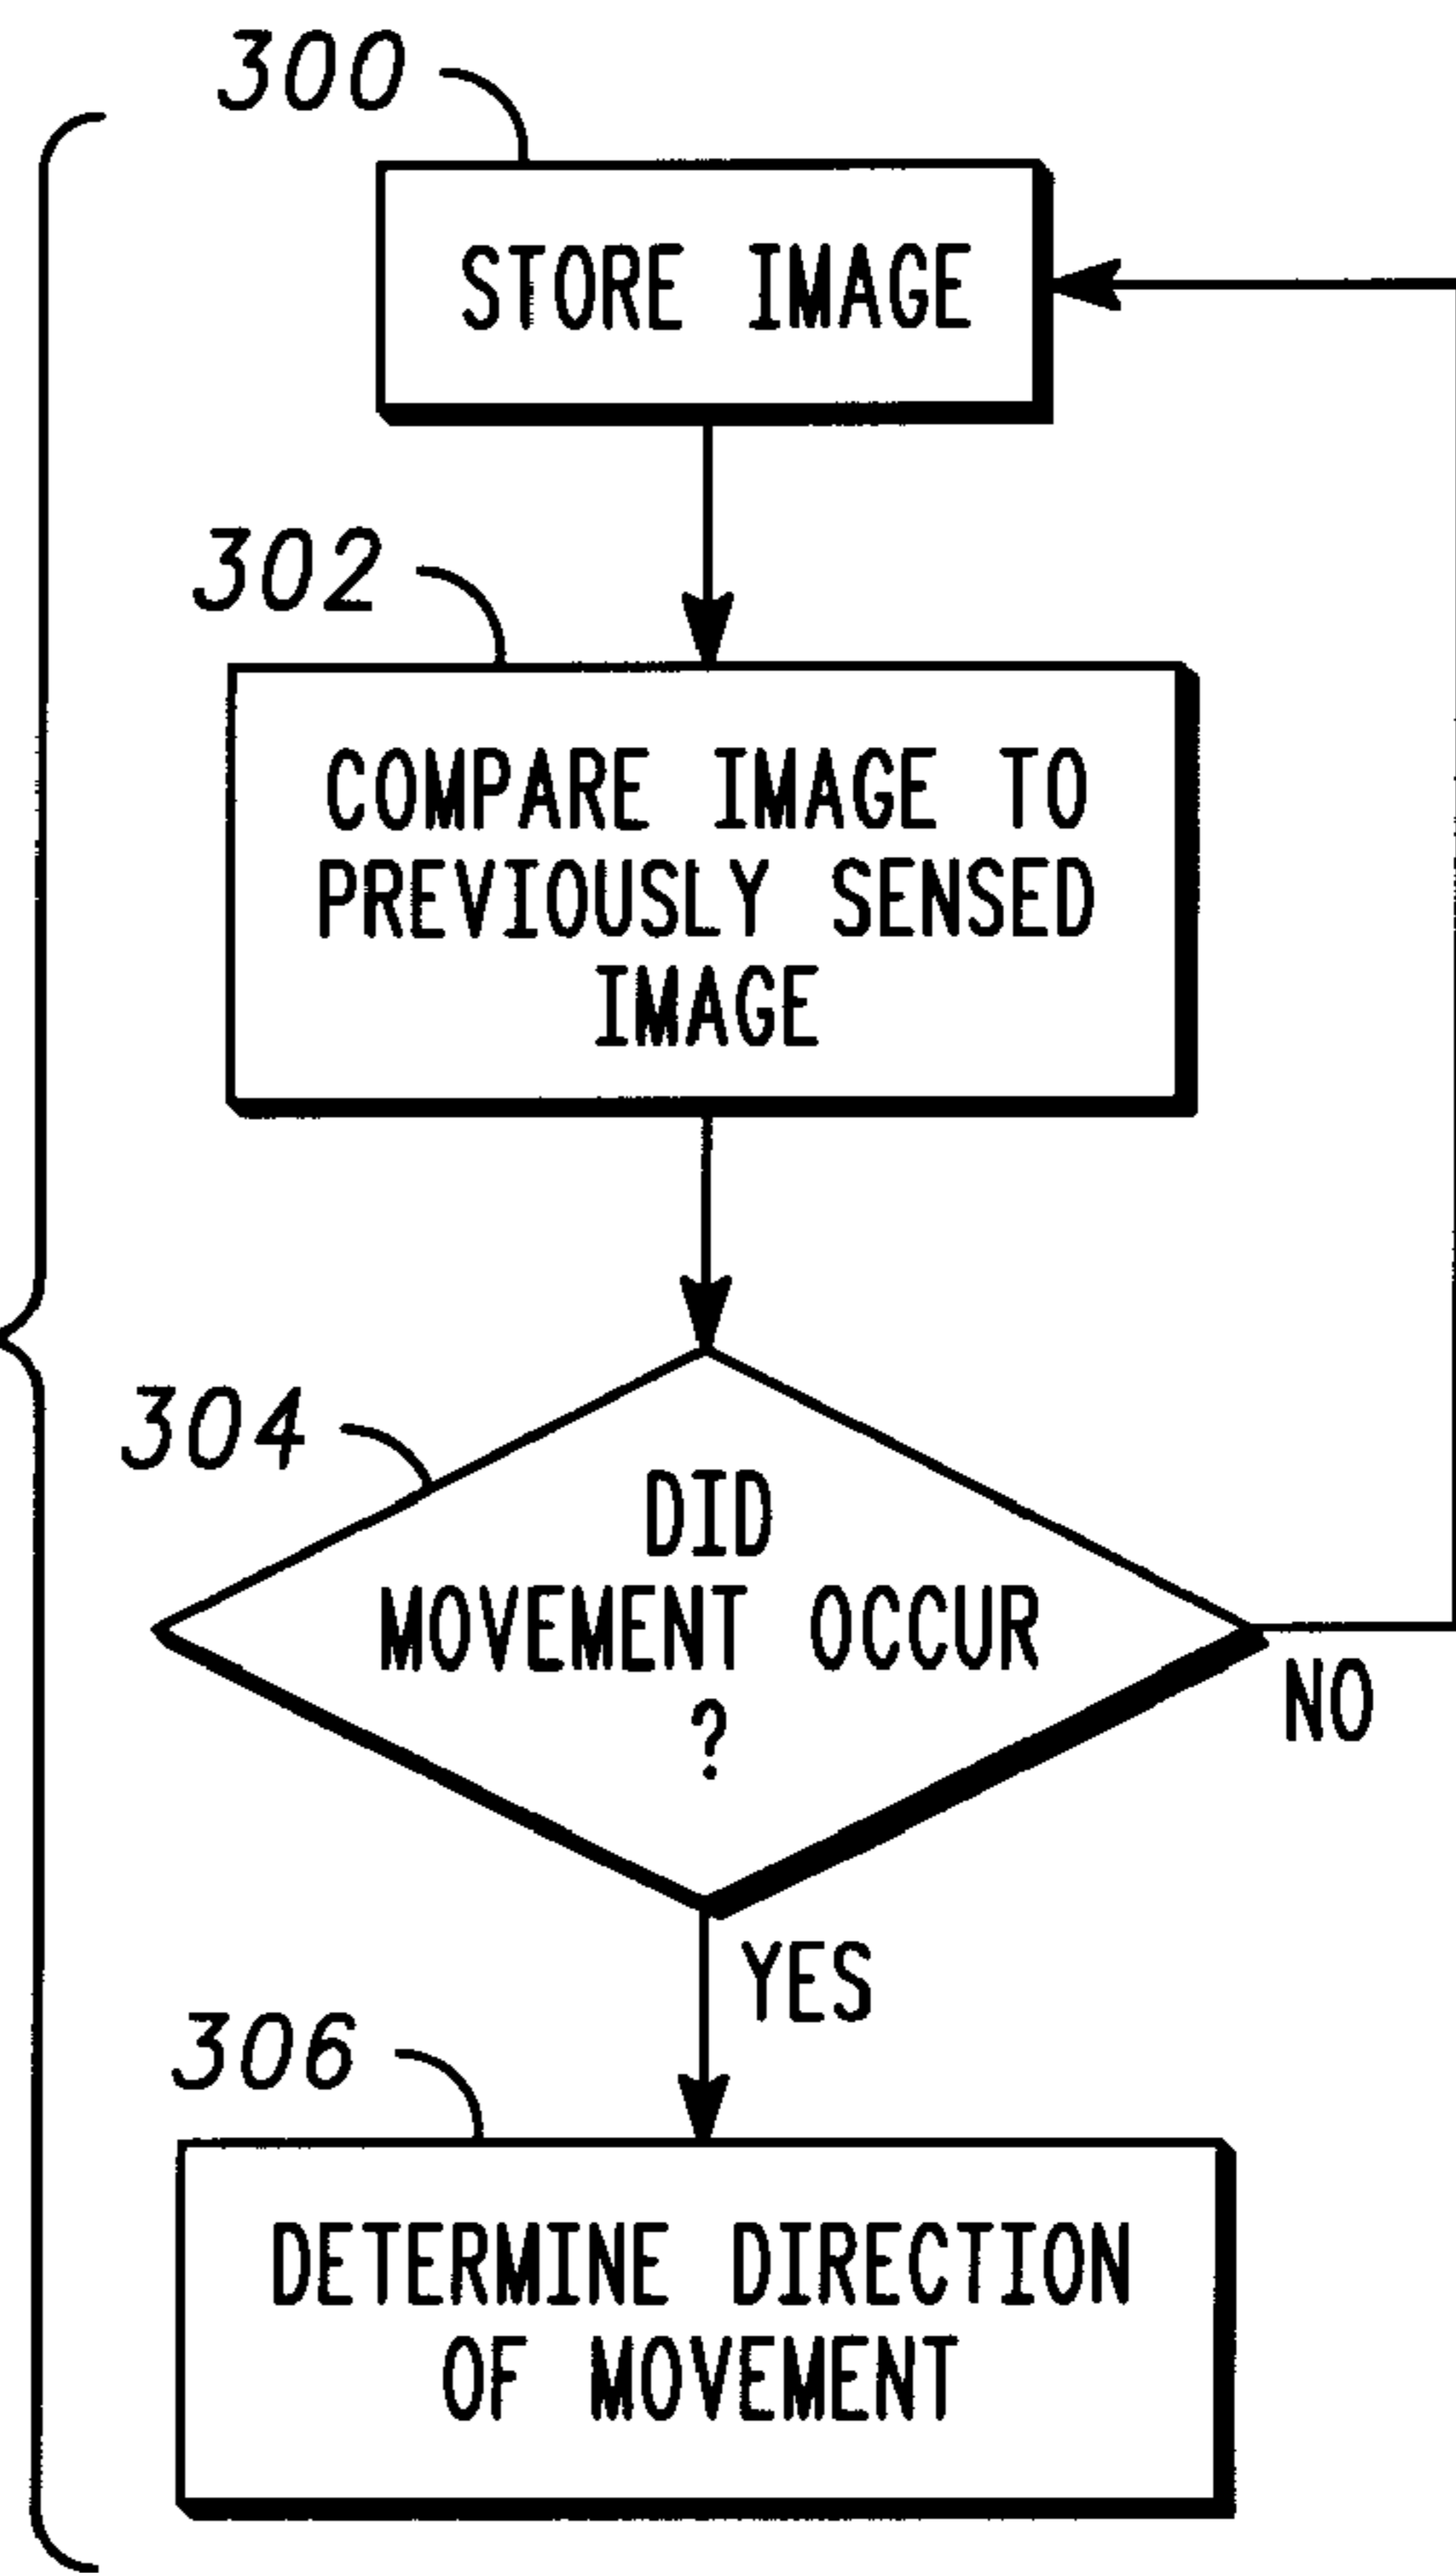 300
STORE IMAGE
302
COMPARE IMAGE TO
PREVIOUSLY SENSED
IMAGE
304
DID
MOVEMENT OCCUR
?
NO
YES
306
DETERMINE DIRECTION
OF MOVEMENT